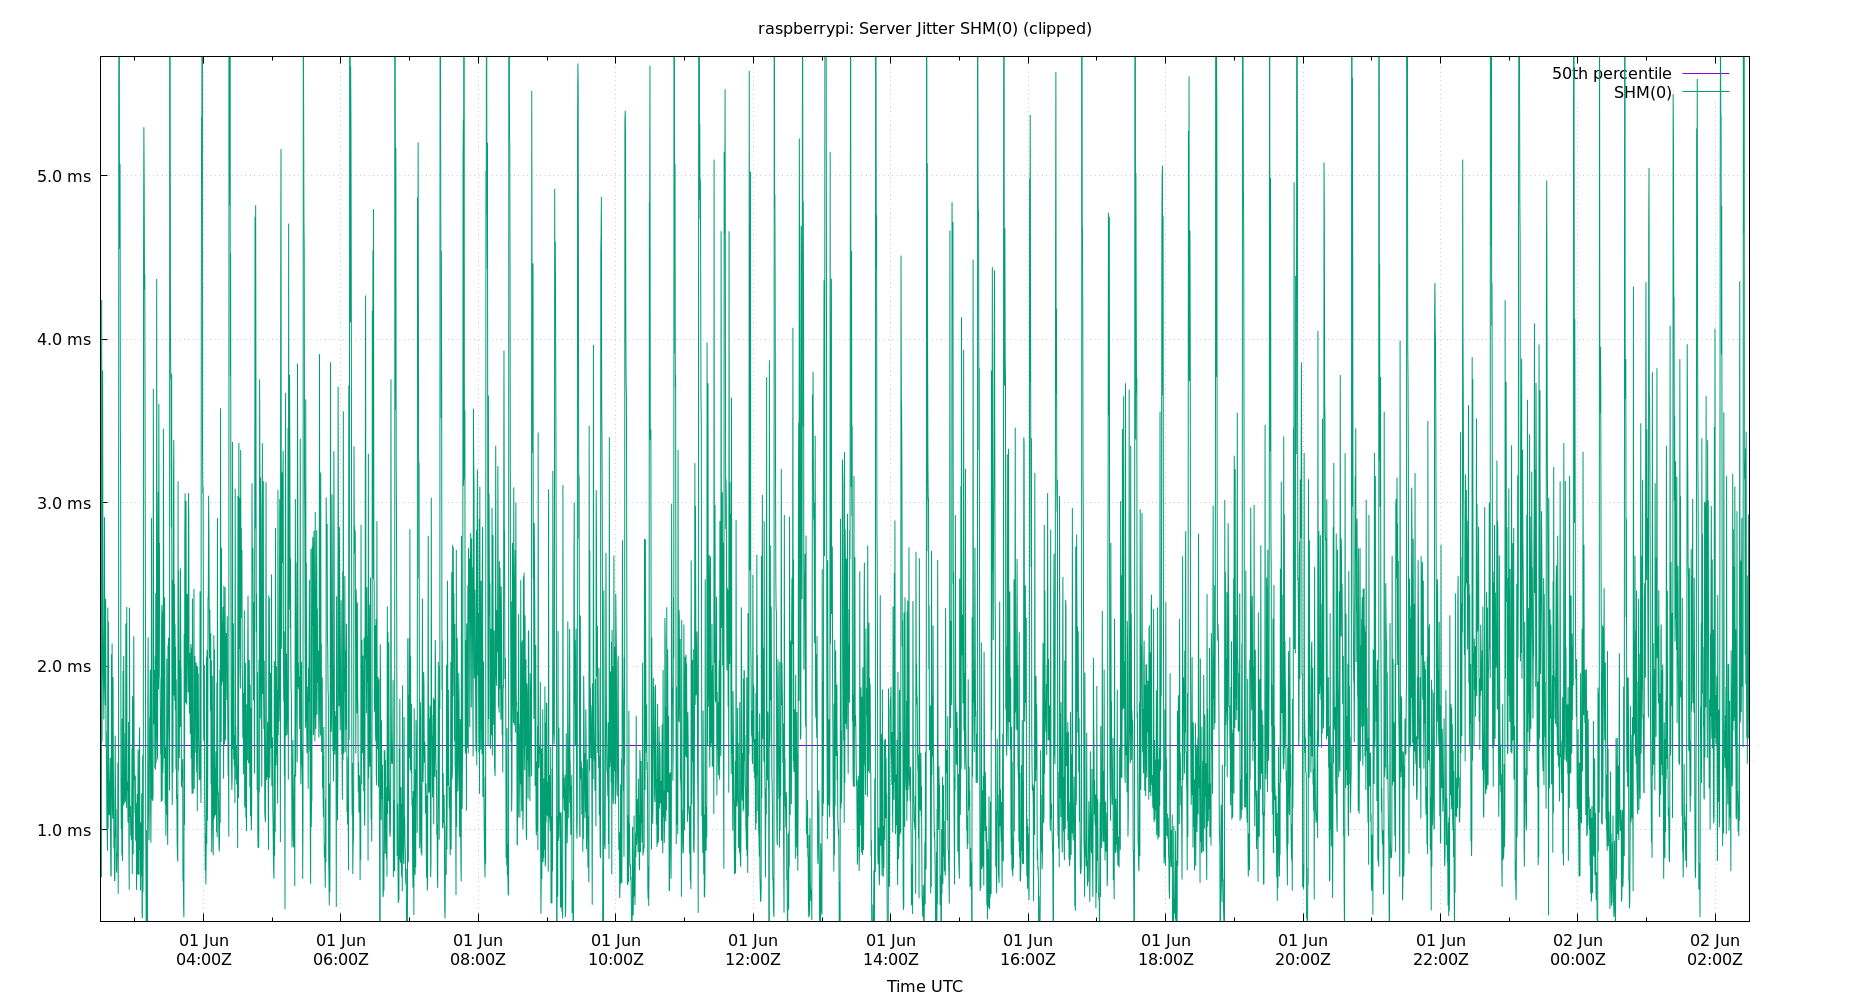 raspberrypi: Server Jitter SHM(0) (clipped)
50th percentile
SHM(0)
5.0 ms
4.0 ms
3.0 ms
2.0 ms
1.0 ms
01 Jun 01 Jun 01 Jun 01 Jun 01 Jun 01 Jun 01 Jun 01 Jun 01 Jun 01 Jun 02 Jun 02 Jun
04:00Z 06:00Z 08:00Z 10:00Z 12:00Z 14:00Z 16:00Z 18:00Z 20:00Z 22:00Z 00:00Z 02:00Z
Time UTC